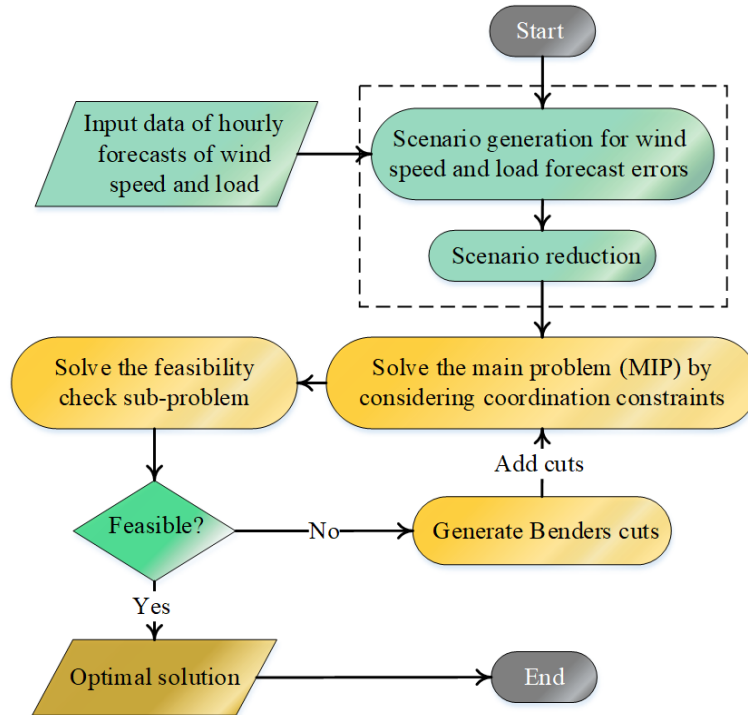 Start
Input data of hourly
forecasts of wind
speed and load
Scenario generation for wind
speed and load forecast errors
Scenario reduction
Solve the feasibility
check sub-problem
Solve the main problem (MIP) by
considering coordination constraints
Add cuts
Feasible?
No
Generate Benders cuts
Yes
Optimal solution
End